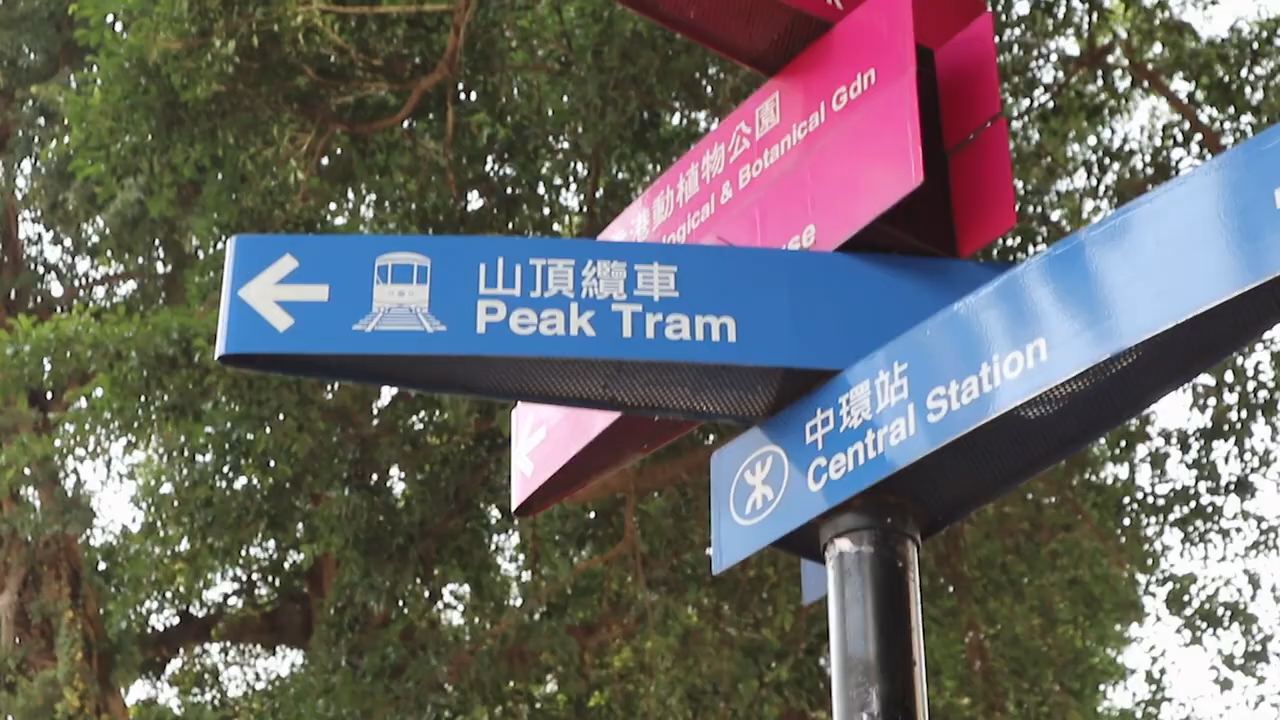 港動植物公園
& Botanical Gdn
山頂纜車
Peak Tram
中環站
Central Station